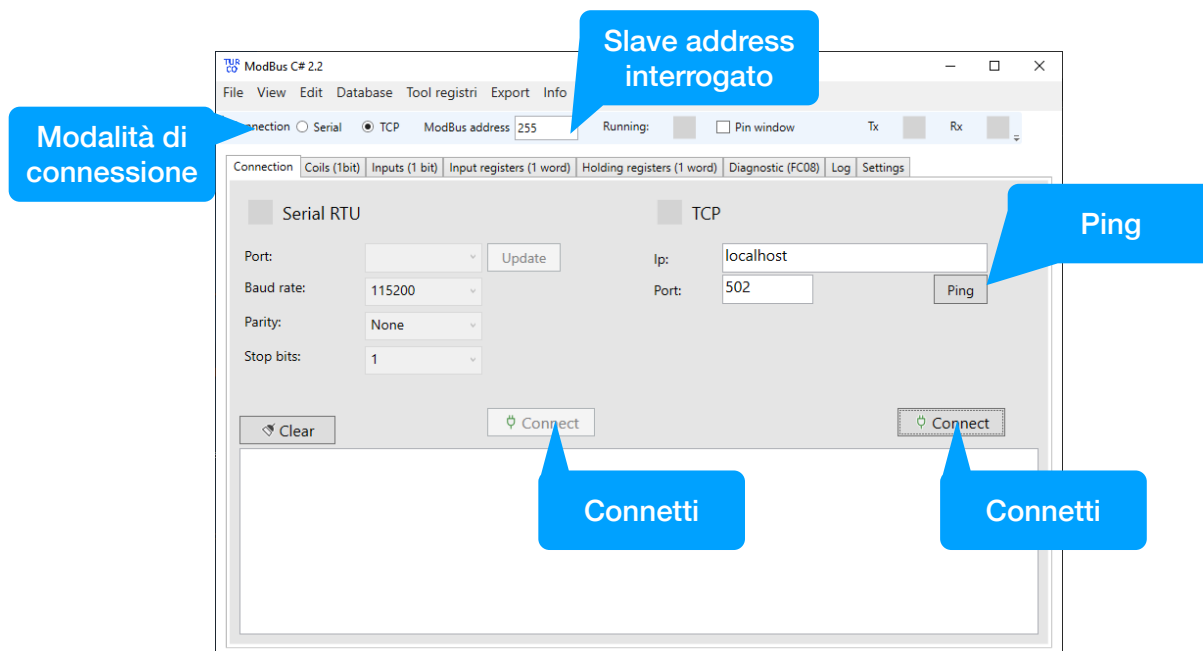 Slave address
interrogato
TUR
CO
ModBus C# 2.2
File View Edit Database Tool registri Export Info
Modalità di
connessione
nnection Serial TCP ModBus address 255 Running: Pin window Tx Rx
Connection Coils (1bit) Inputs (1 bit) Input registers (1 word) Holding registers (1 word) Diagnostic (FC08) Log Settings
Serial RTU TCP
Ping
Port: Update Ip: localhost
Baud rate: 115200 Port: 502 Ping
Parity: None
Stop bits: 1
Clear Connect Connect
Connetti Connetti